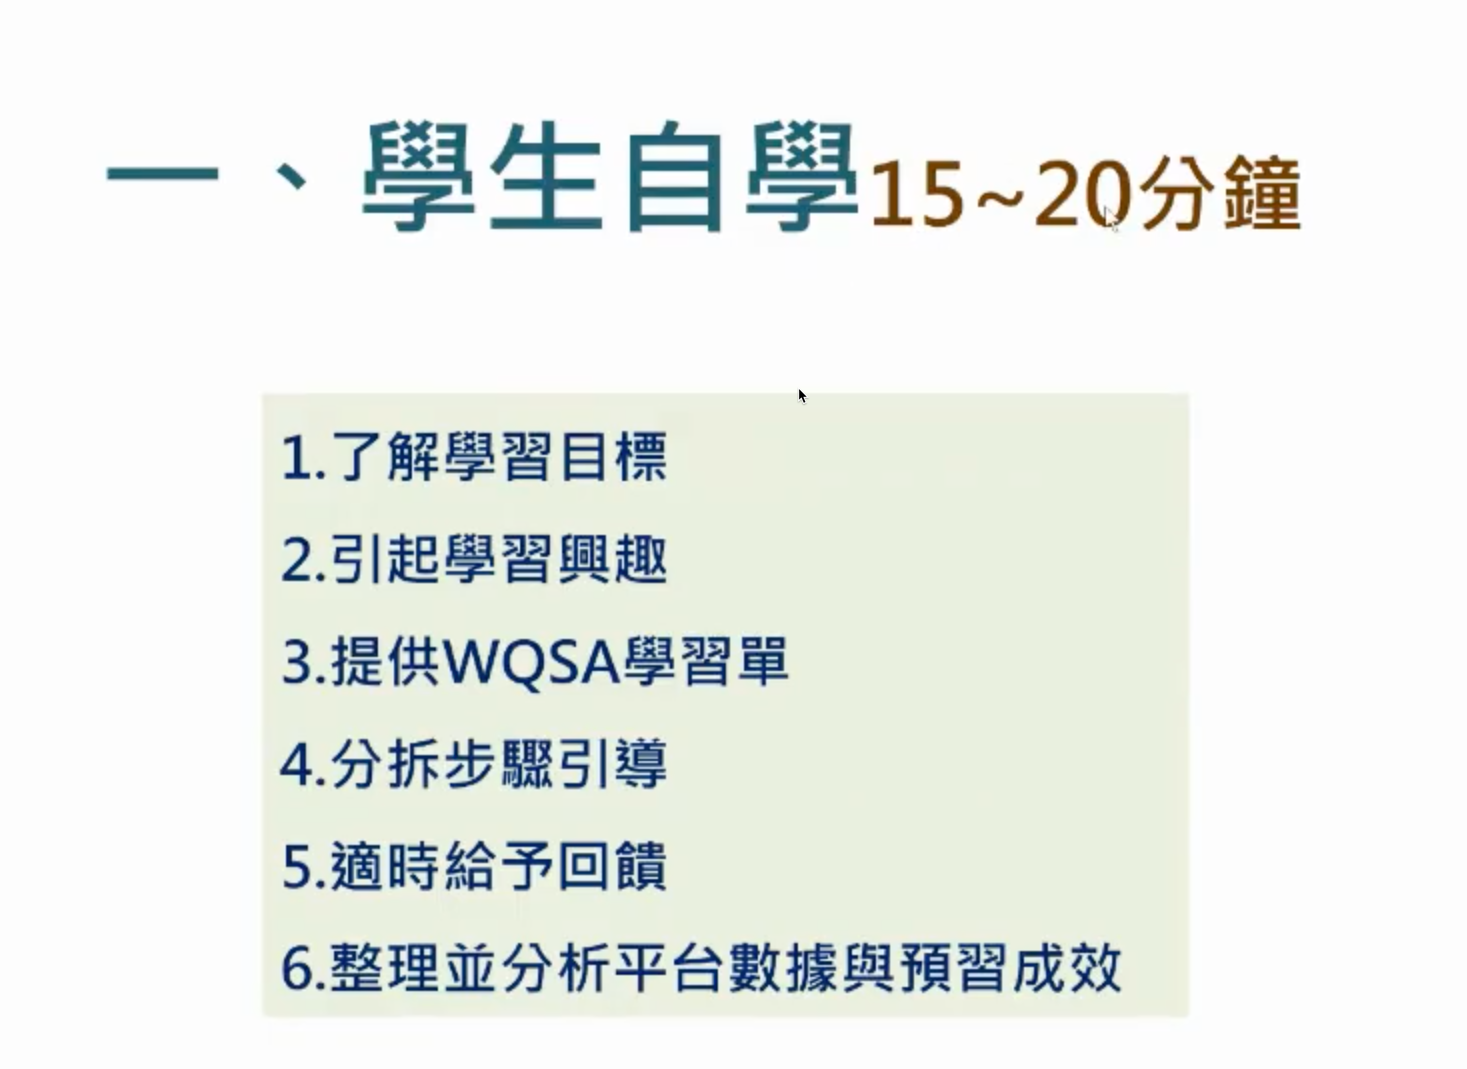 一、學生自學15~20分鐘
1.了解學習目標
2.引起學習興趣
3.提供WQSA學習單
4.分拆步驟引導
5.適時給予回饋
6.整理並分析平台數據與預習成效